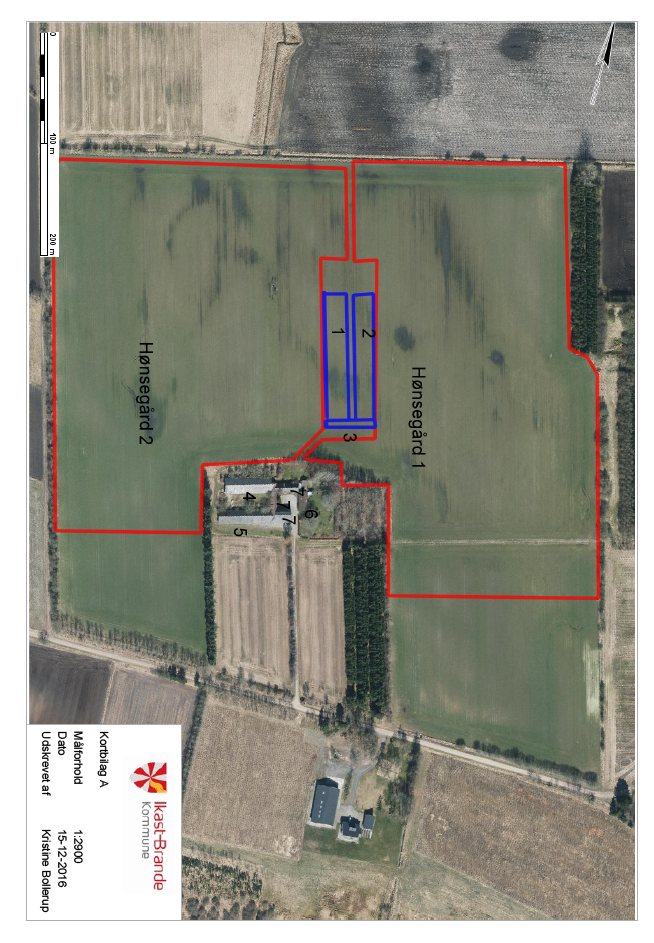 0
100 m
200 m
Hønsegård 1
Hønsegård 2
1
2
3
4
5
6
7
7
Ikast-Brande
Kommune
Kortbilag A
Målforhold 1:2900
Dato 15-12-2016
Udskrevet af Kristine Bollerup